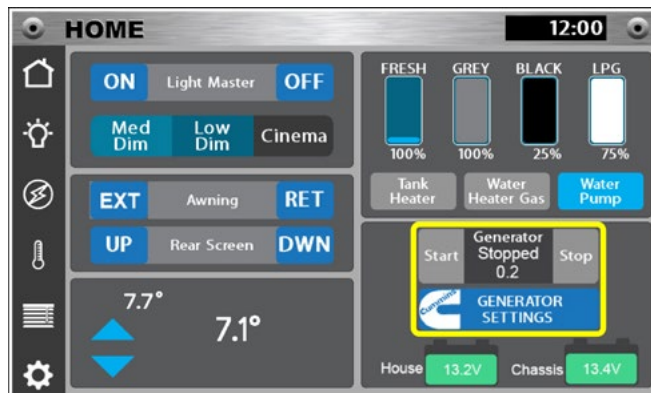 HOME
12:00
ON Light Master OFF
Med Dim
Low Dim
Cinema
EXT Awning RET
UP Rear Screen DWN
7.7°
7.1°
FRESH GREY BLACK LPG
100% 100% 25% 75%
Tank Heater
Water Heater Gas
Water Pump
Start
Generator
Stopped
0.2
Stop
Cummins
GENERATOR
SETTINGS
House 13.2V Chassis 13.4V